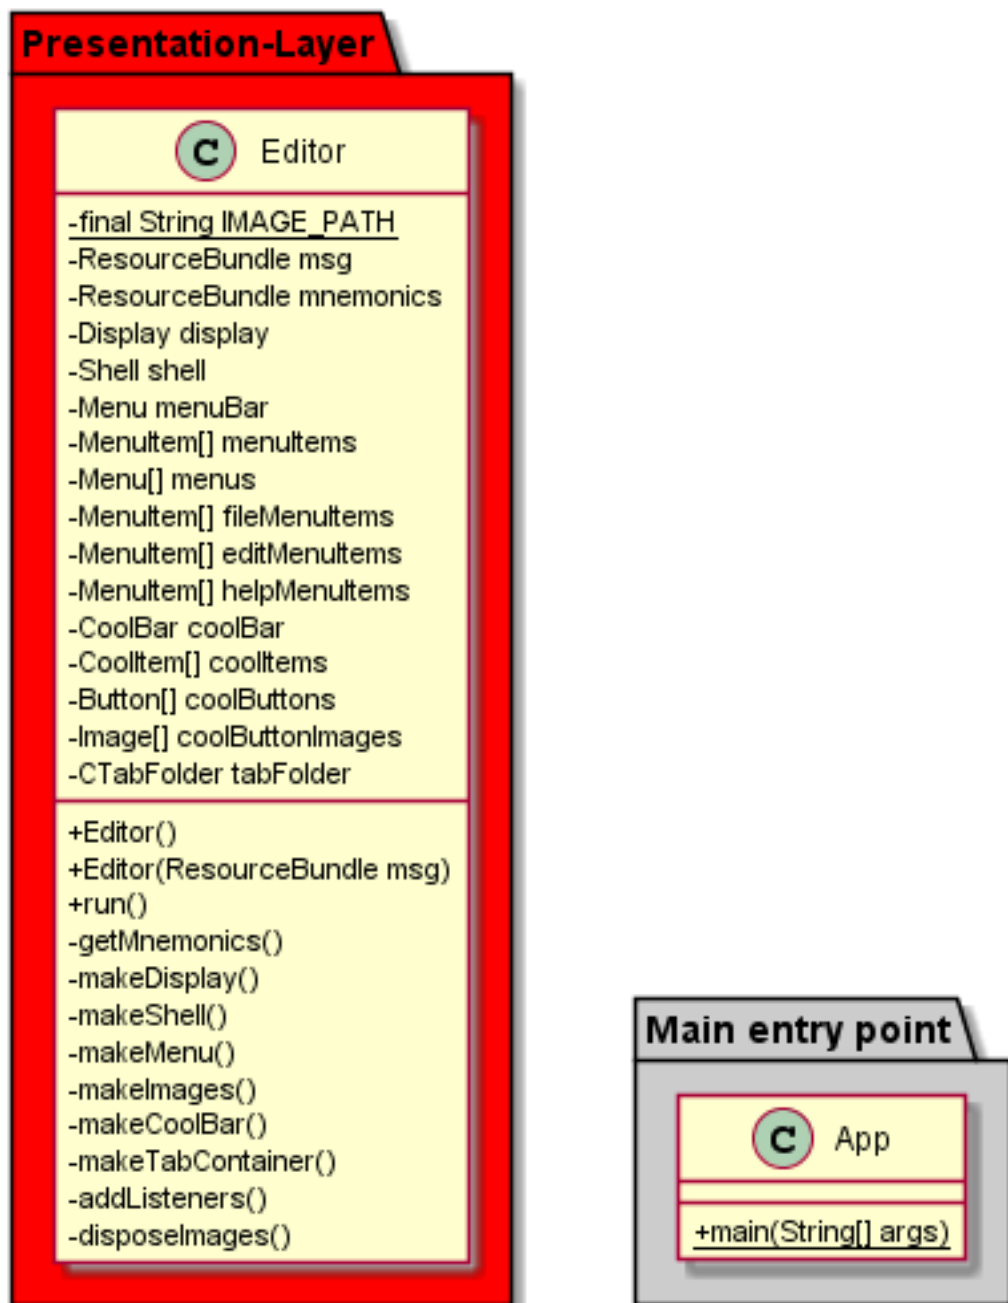 Presentation-Layer
C Editor
-final String IMAGE_PATH
-ResourceBundle msg
-ResourceBundle mnemonics
-Display display
-Shell shell
-Menu menuBar
-MenuItem[] menuItems
-Menu[] menus
-MenuItem[] fileMenuItems
-MenuItem[] editMenuItems
-MenuItem[] helpMenuItems
-CoolBar coolBar
-CoolItem[] coolItems
-Button[] coolButtons
-Image[] coolButtonImages
-CTabFolder tabFolder
+Editor()
+Editor(ResourceBundle msg)
+run()
-getMnemonics()
-makeDisplay()
-makeShell()
-makeMenu()
-makeImages()
-makeCoolBar()
-makeTabContainer()
-addListeners()
-disposeImages()
Main entry point
C App
+main(String[] args)